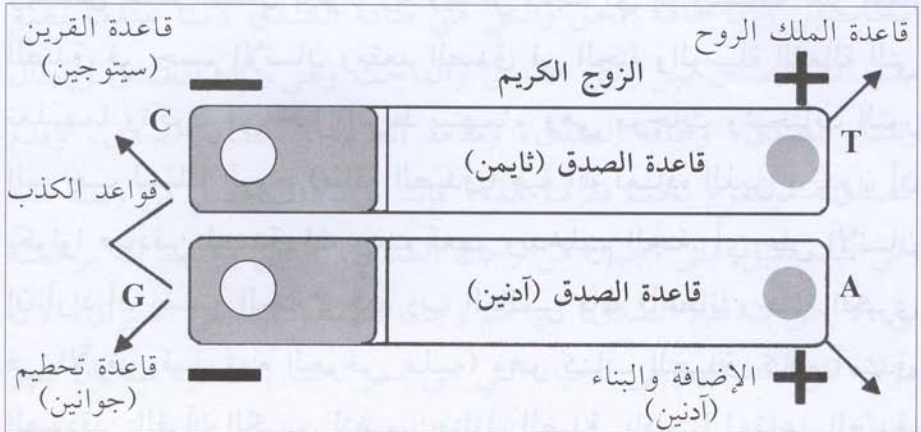 قاعدة القرين
(سيتوجين)
قاعدة الملك الروح
الزوج الكريم
−
+
C
T
قاعدة الصدق (ثايمن)
قواعد الكذب
G
A
قاعدة الصدق (آدنين)
قاعدة تحطيم
(جوانين)
−
الإضافة والبناء
(آدنين)
+